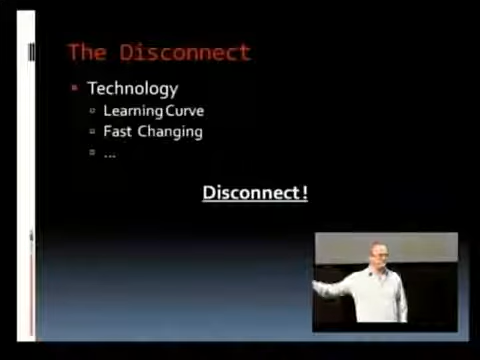 The Disconnect
Technology
Learning Curve
Fast Changing
...
Disconnect!